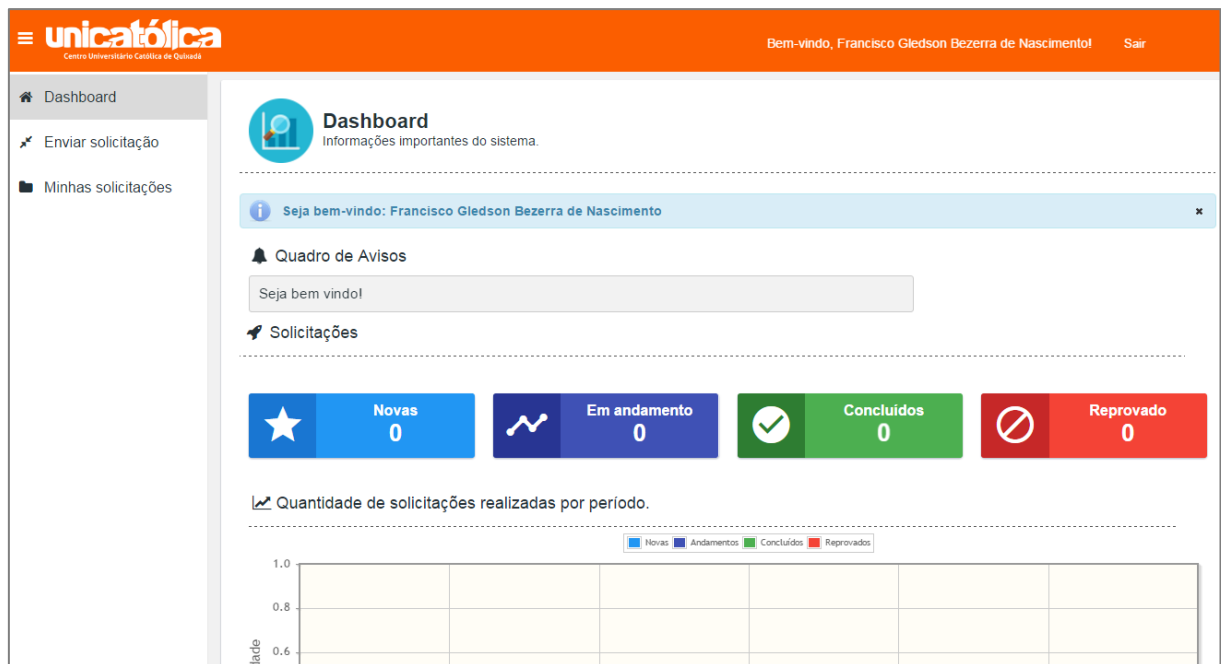 unicatólica
Centro Universitário Católica de Quixadá
Bem-vindo, Francisco Gledson Bezerra de Nascimento! Sair
Dashboard
Enviar solicitação
Minhas solicitações
Dashboard
Informações importantes do sistema.
Seja bem-vindo: Francisco Gledson Bezerra de Nascimento
Quadro de Avisos
Seja bem vindo!
Solicitações
Novas
0
Em andamento
0
Concluidos
0
Reprovado
0
Quantidade de solicitações realizadas por período.
Novas Andamentos Concluídos Reprovados
1.0
0.8
0.6